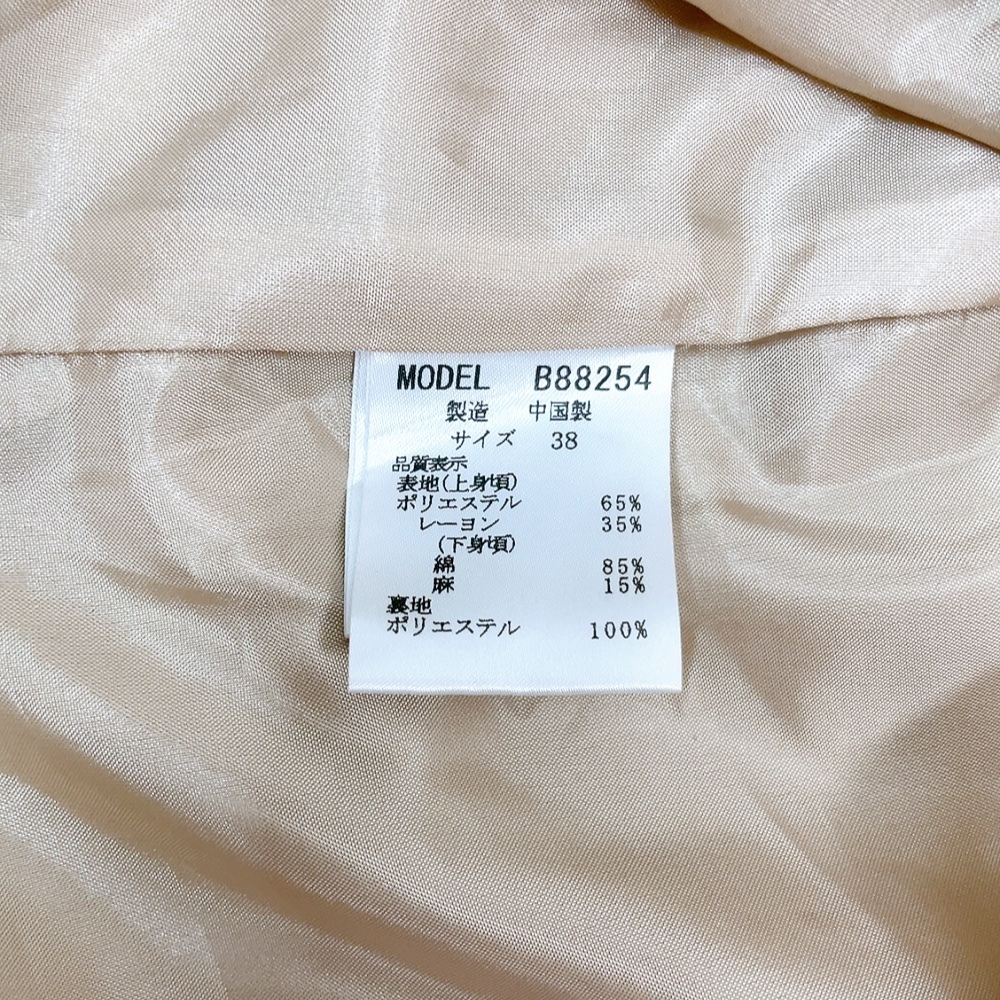 MODEL B88254
製造 中国製
サイズ 38
品質表示
表地(上身頃)
ポリエステル 65%
レーヨン 35%
(下身頃)
綿 85%
麻 15%
裏地
ポリエステル 100%